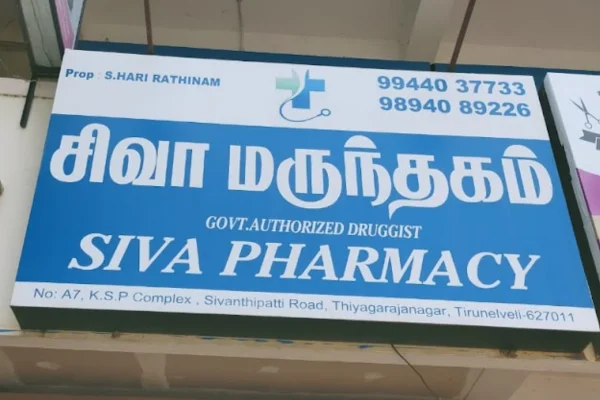 Prop : S.HARI RATHINAM
99440 37733
98940 89226
சிவா மருந்தகம்
GOVT.AUTHORIZED DRUGGIST
SIVA PHARMACY
No: A7, K.S.P Complex , Sivanthipatti Road, Thiyagarajanagar, Tirunelveli-627011